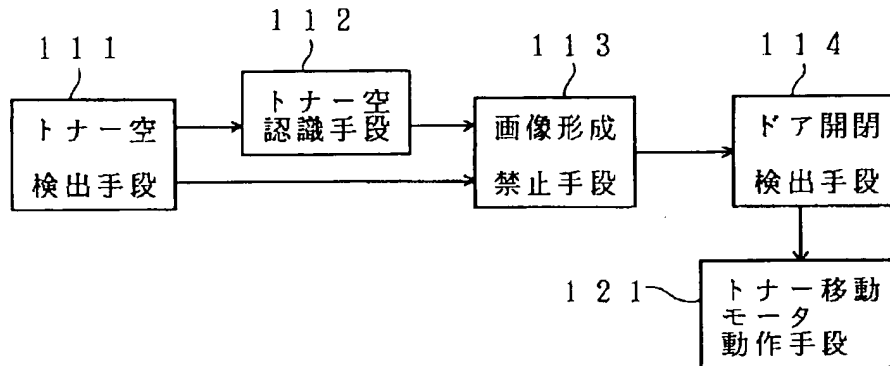 111
112
113
114
トナー空
検出手段
トナー空
認識手段
画像形成
禁止手段
ドア開閉
検出手段
121
トナー移動
モータ
動作手段